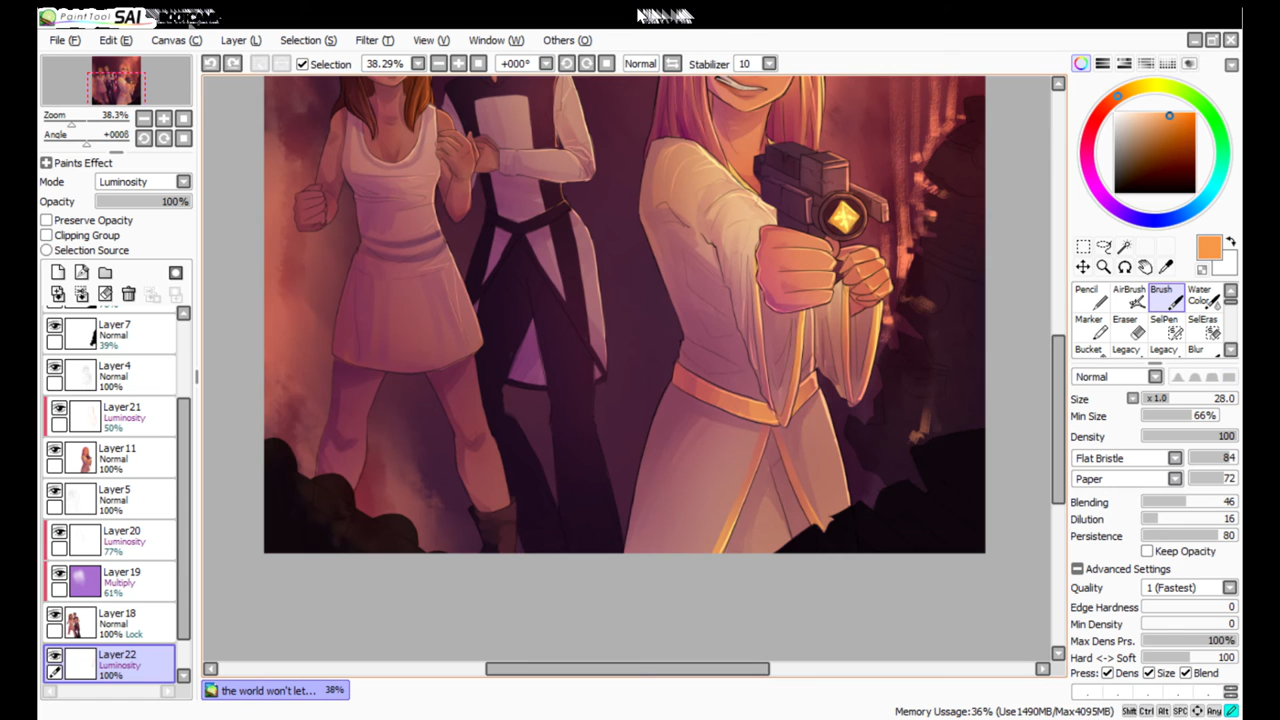 PaintTool SAI
File (F) Edit (E) Canvas (C) Layer (L) Selection (S) Filter (T) View (V) Window (W) Others (O)
Selection 38.29% +000° Normal Stabilizer 10
Zoom 38.3%
Angle +000ß
Paints Effect
Mode Luminosity
Opacity 100%
Preserve Opacity
Clipping Group
Selection Source
Layer7
Normal
39%
Layer4
Normal
100%
Layer21
Luminosity
50%
Layer11
Normal
100%
Layer5
Normal
100%
Layer20
Luminosity
77%
Layer19
Multiply
61%
Layer18
Normal
100% Lock
Layer22
Luminosity
100%
Pencil AirBrush Brush Water Color
Marker Eraser SelPen SelEras
Bucket Legacy Legacy Blur
Normal
Size x 1.0 28.0
Min Size 66%
Density 100
Flat Bristle 84
Paper 72
Blending 46
Dilution 16
Persistence 80
Keep Opacity
Advanced Settings
Quality 1 (Fastest)
Edge Hardness 0
Min Density 0
Max Dens Prs. 100%
Hard <-> Soft 100
Press: Dens Size Blend
the world won't let... 38%
Memory Ussage:36% (Use1490MB/Max4095MB) Shift Ctrl Alt SPC Any